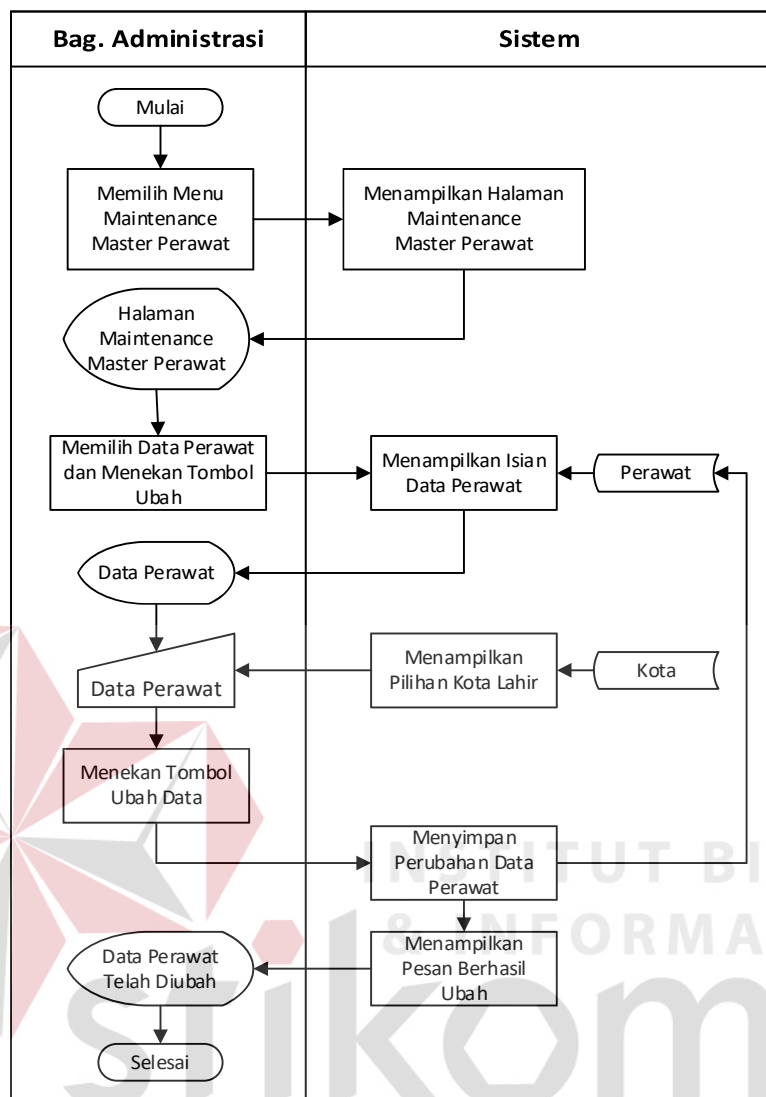 Bag. Administrasi
Sistem
Mulai
Memilih Menu
Maintenance
Master Perawat
Menampilkan Halaman
Maintenance
Master Perawat
Halaman
Maintenance
Master Perawat
Memilih Data Perawat
dan Menekan Tombol
Ubah
Menampilkan Isian
Data Perawat
Perawat
Data Perawat
Data Perawat
Menampilkan
Pilihan Kota Lahir
Kota
Menekan Tombol
Ubah Data
Menyimpan
Perubahan Data
Perawat
INSTITUT BI
& INFORMA
Data Perawat
Telah Diubah
Menampilkan
Pesan Berhasil
Ubah
stikom
Selesai